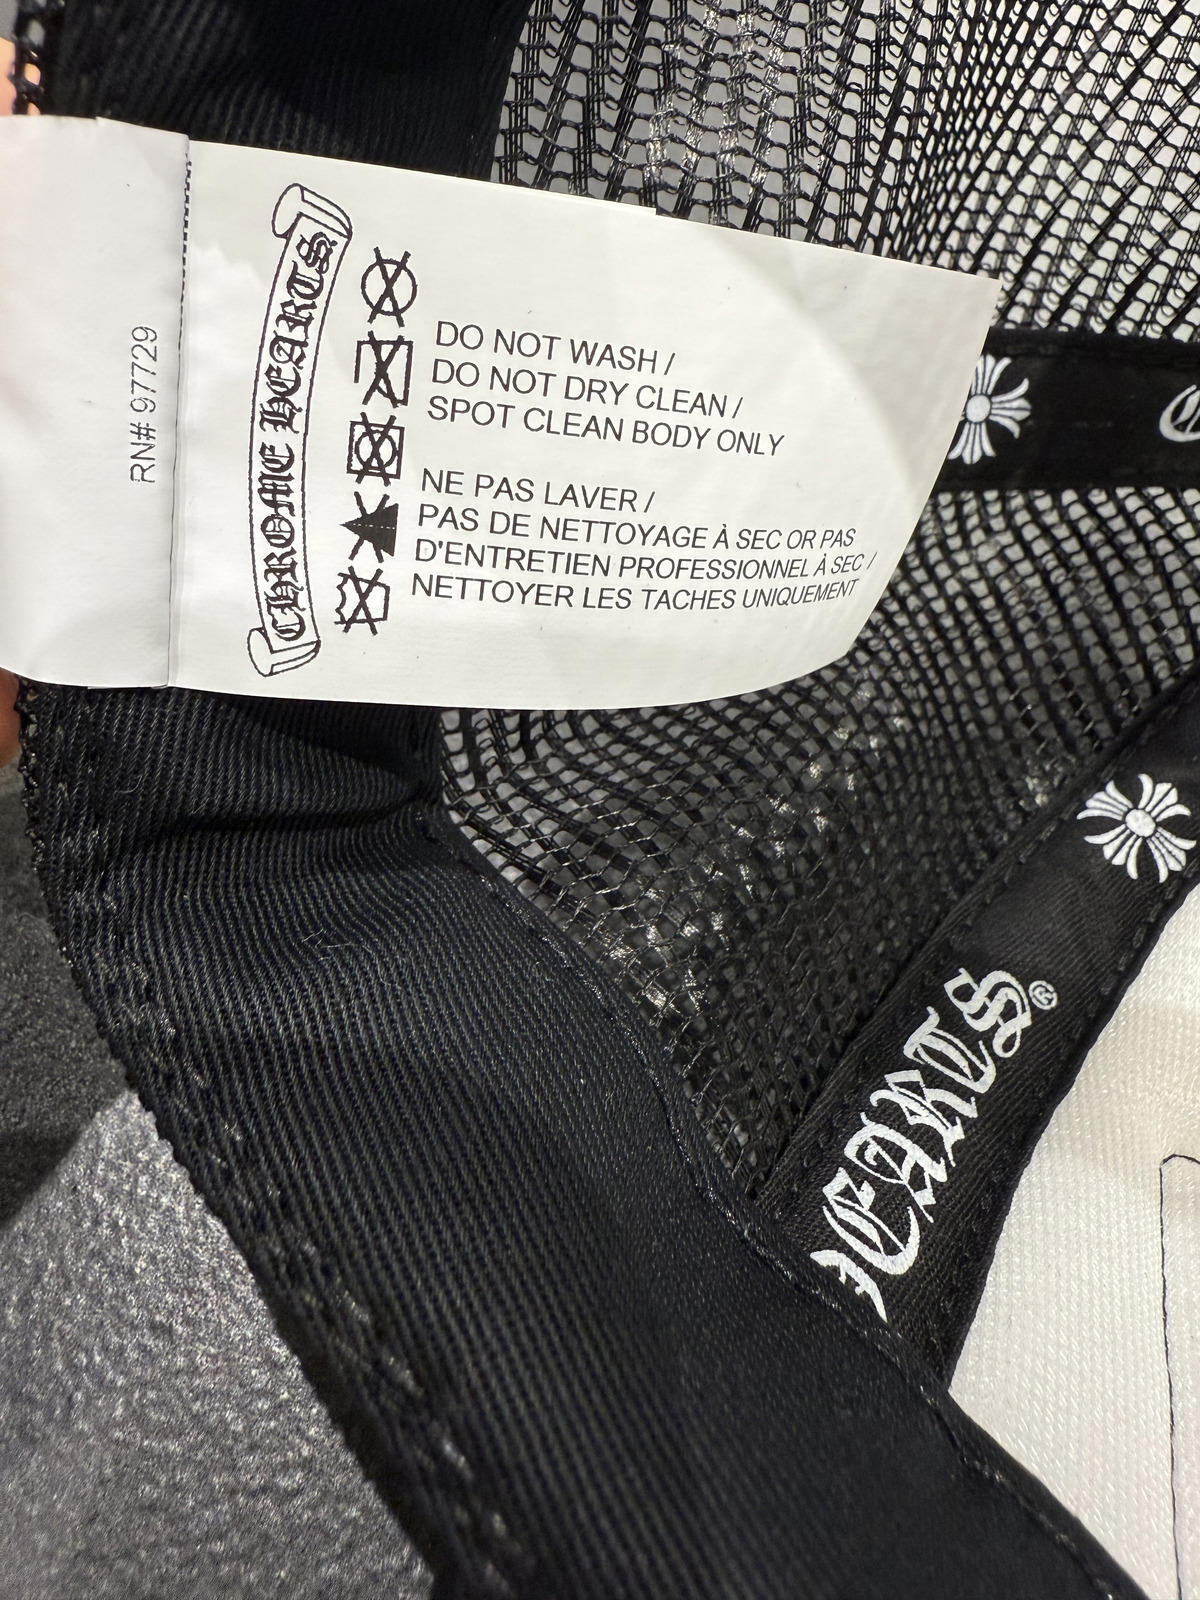 RN# 97729
CHROME HEARTS
DO NOT WASH /
DO NOT DRY CLEAN /
SPOT CLEAN BODY ONLY
NE PAS LAVER /
PAS DE NETTOYAGE À SEC OR PAS
D'ENTRETIEN PROFESSIONNEL À SEC /
NETTOYER LES TACHES UNIQUEMENT
HEARTS®